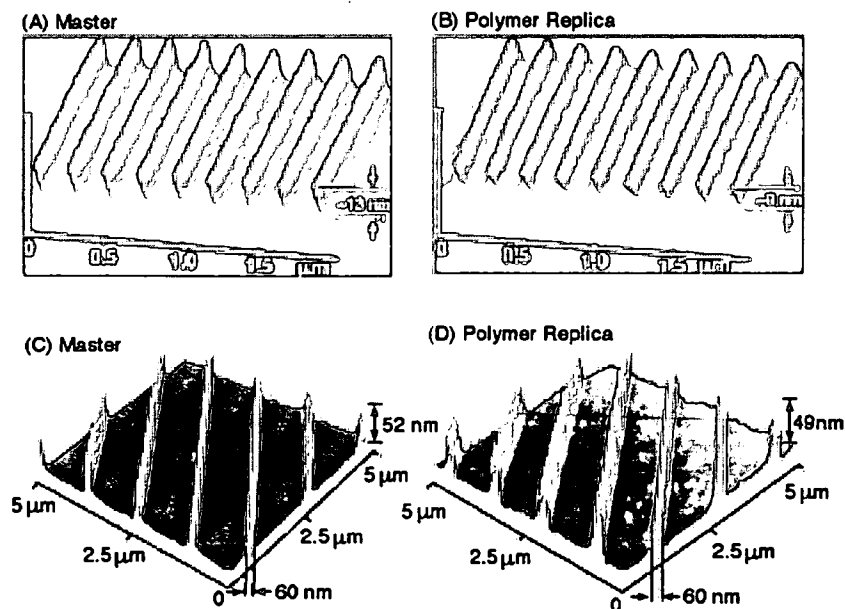 (A) Master
(B) Polymer Replica
~13 nm
0 0.5 1.0 1.5 μm
0 0.5 1.0 1.5 μm
(C) Master
(D) Polymer Replica
52 nm
49nm
5 μm
2.5 μm
0
2.5 μm
5 μm
60 nm
5 μm
2.5 μm
0
2.5 μm
5 μm
60 nm